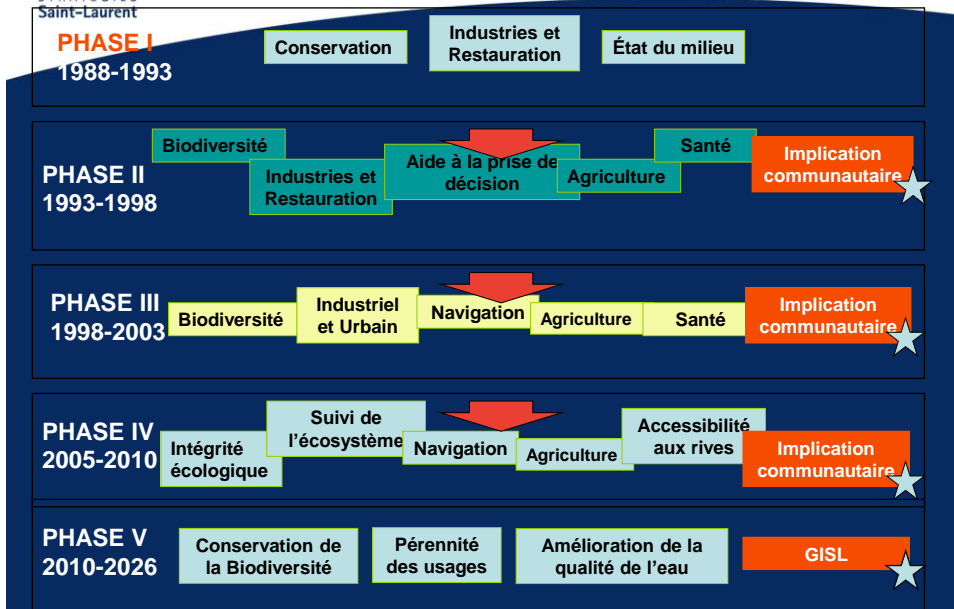 Saint-Laurent
PHASE I
1988-1993
Conservation
Industries et
Restauration
État du milieu
PHASE II
1993-1998
Biodiversité
Industries et
Restauration
Aide à la prise de
décision
Agriculture
Santé
Implication
communautaire
PHASE III
1998-2003
Biodiversité
Industriel
et Urbain
Navigation
Agriculture
Santé
Implication
communautaire
PHASE IV
2005-2010
Intégrité
écologique
Suivi de
l'écosystème
Navigation
Agriculture
Accessibilité
aux rives
Implication
communautaire
PHASE V
2010-2026
Conservation de
la Biodiversité
Pérennité
des usages
Amélioration de la
qualité de l'eau
GISL